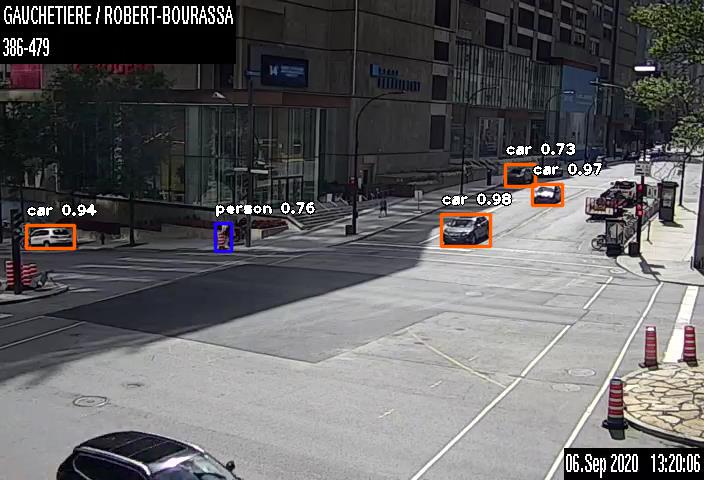 GAUCHETIERE / ROBERT-BOURASSA
386-479
14°
car 0.73
car 0.97
car 0.98
car 0.94
person 0.76
06.Sep 2020 13:20:06